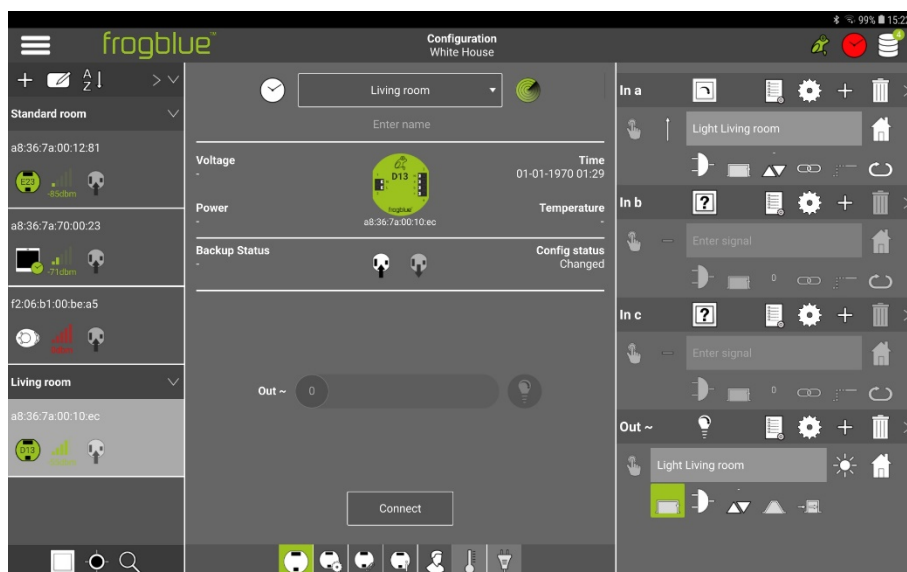 99% 15:22
frogblue™
Configuration
White House
4
A
Z
Standard room
a8:36:7a:00:12:81
E23
-85dbm
a8:36:7a:70:00:23
-71dbm
f2:06:b1:00:be:a5
Living room
a8:36:7a:00:10:ec
D13
Living room
Enter name
Voltage
-
Time
01-01-1970 01:29
D13
frogblue
a8:36:7a:00:10:ec
Power
-
Temperature
-
Backup Status
-
Config status
Changed
Out ~
0
Connect
In a
Light Living room
In b
?
Enter signal
0
In c
?
Enter signal
0
Out ~
Light Living room